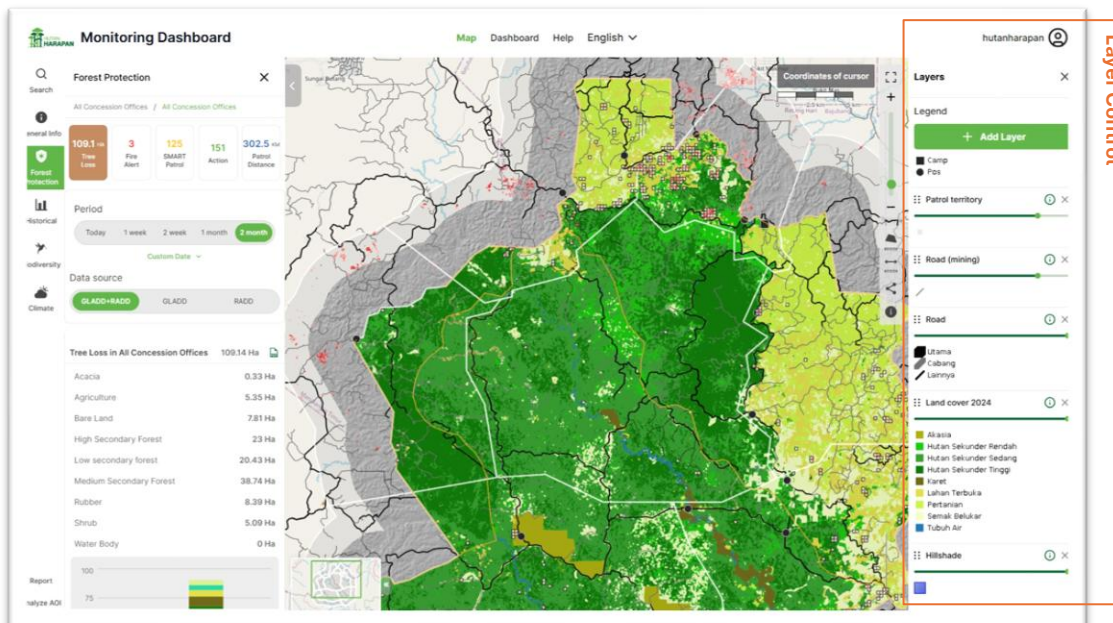 HUTAN
HARAPAN
Monitoring Dashboard
Map
Dashboard
Help
English
hutanharapan
Search
eneral Info
Forest
Protection
Historical
odiversity
Climate
Report
nalyze AOI
Forest Protection
All Concession Offices / All Concession Offices
109.1 Ha
Tree
Loss
3
Fire
Alert
125
SMART
Patrol
151
Action
302.5 KM
Patrol
Distance
Period
Today
1 week
2 week
1 month
2 month
Custom Date
Data source
GLADD+RADD
GLADD
RADD
Tree Loss in All Concession Offices 109.14 Ha
Acacia 0.33 Ha
Agriculture 5.35 Ha
Bare Land 7.81 Ha
High Secondary Forest 23 Ha
Low secondary forest 20.43 Ha
Medium Secondary Forest 38.74 Ha
Rubber 8.39 Ha
Shrub 5.09 Ha
Water Body 0 Ha
100
75
Coordinates of cursor
Layers
Legend
+ Add Layer
Camp
Pos
Patrol territory
Road (mining)
Road
Utama
Cabang
Lainnya
Land cover 2024
Akasia
Hutan Sekunder Rendah
Hutan Sekunder Sedang
Hutan Sekunder Tinggi
Karet
Lahan Terbuka
Pertanian
Semak Belukar
Tubuh Air
Hillshade
Layer Control